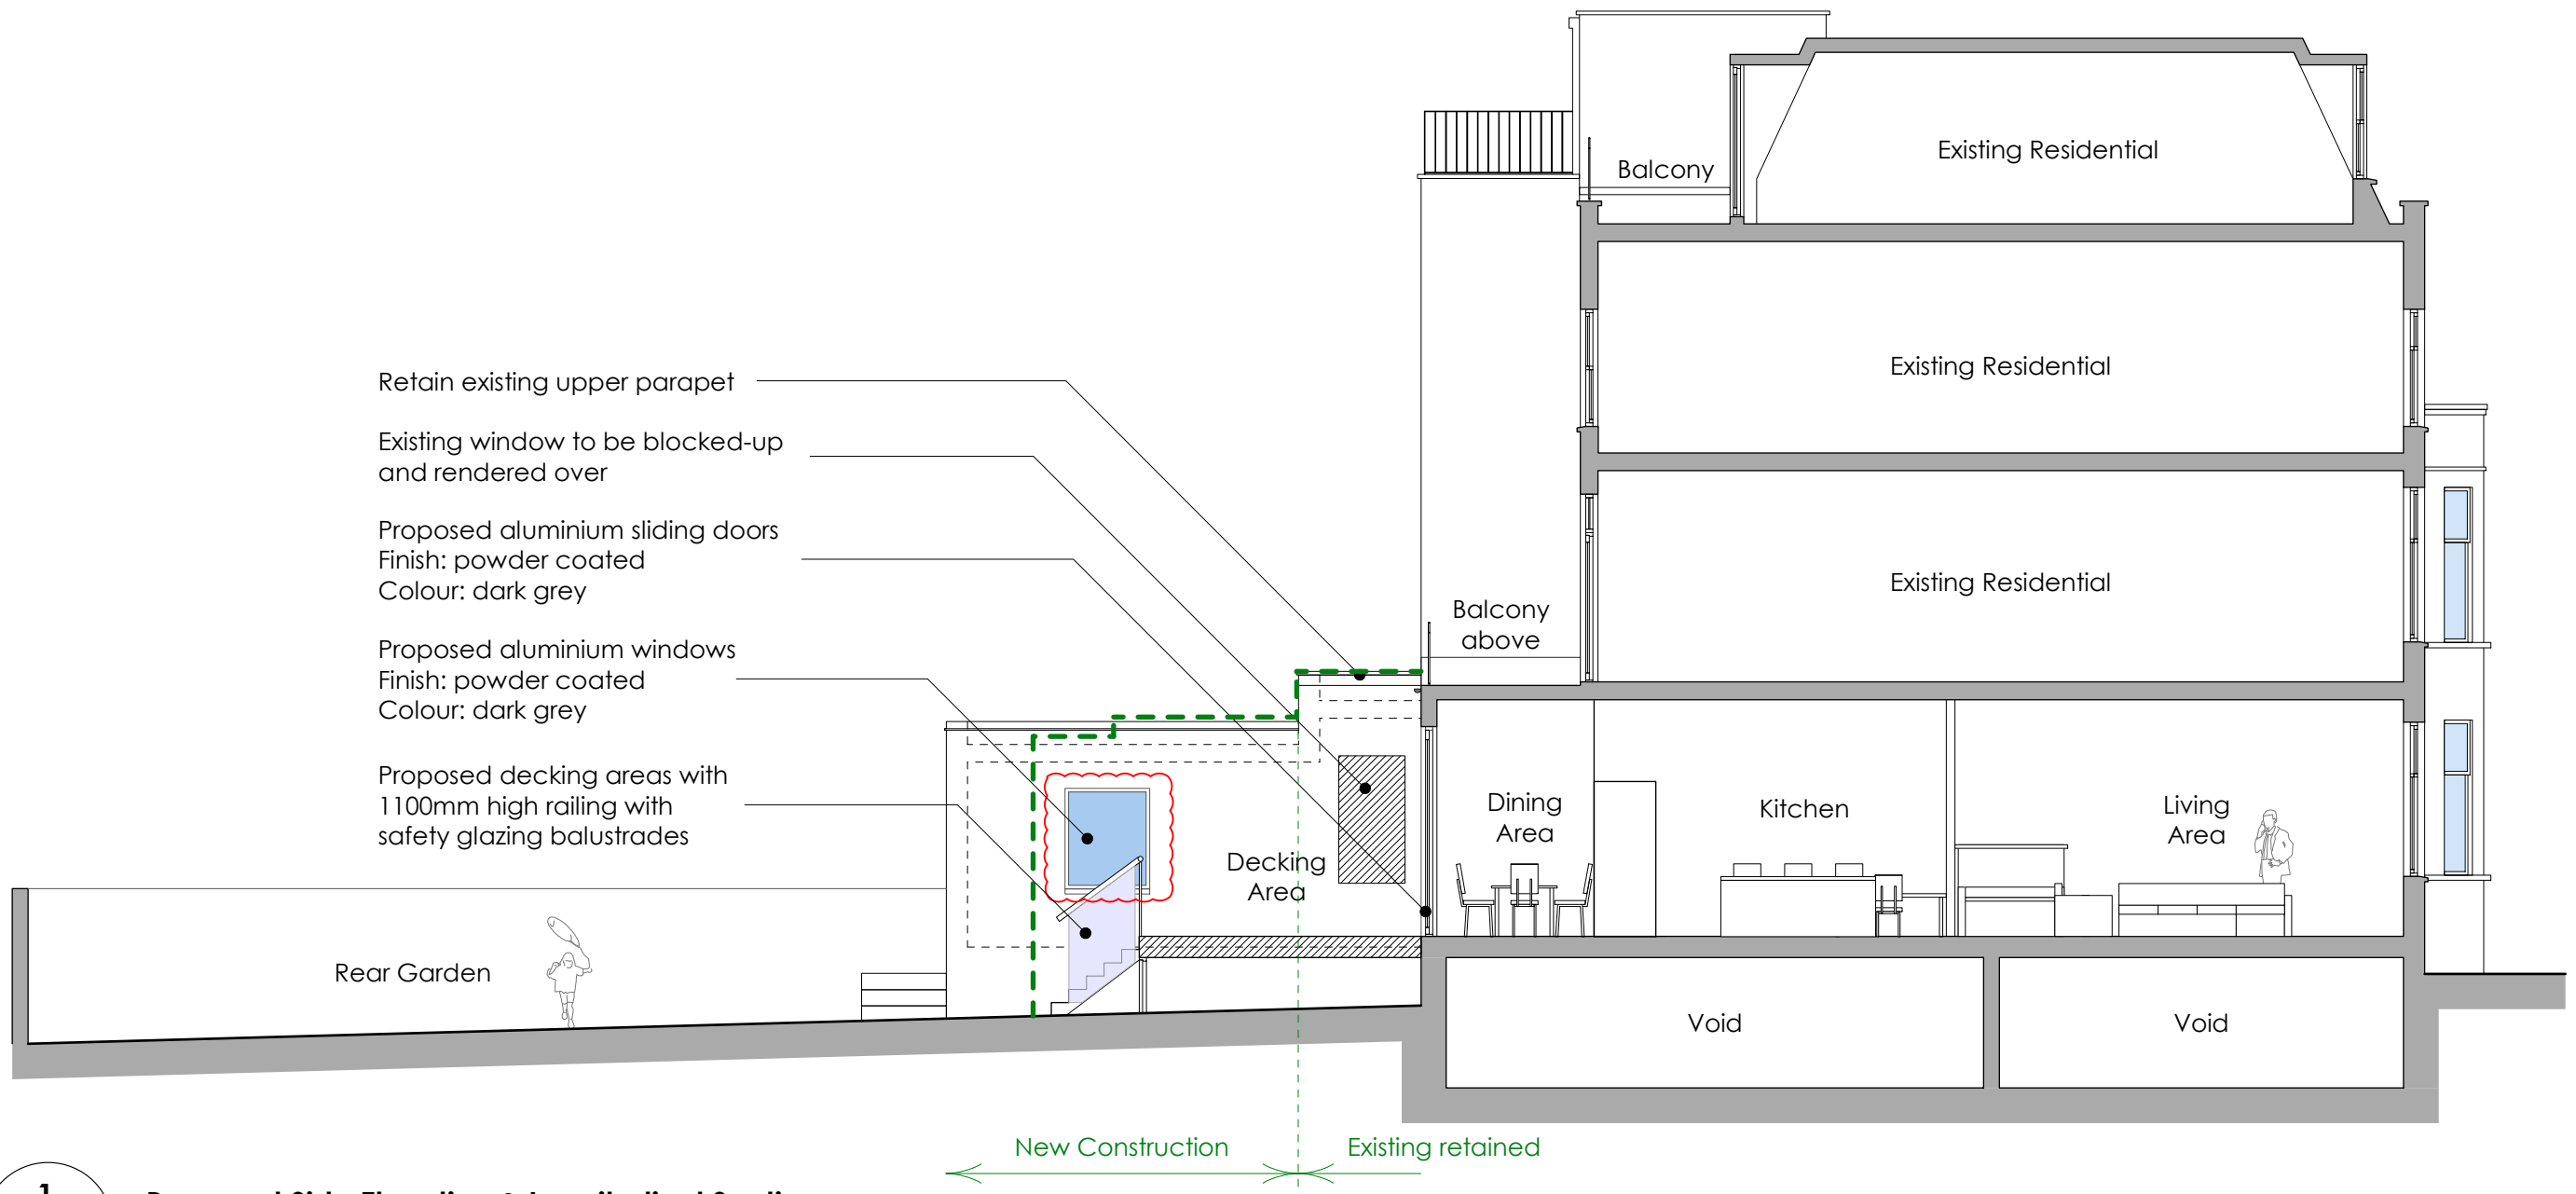 Existing Residential
Balcony
Existing Residential
Retain existing upper parapet
Existing window to be blocked-up
and rendered over
Proposed aluminium sliding doors
Finish: powder coated
Colour: dark grey
Existing Residential
Balcony
above
Proposed aluminium windows
Finish: powder coated
Colour: dark grey
Proposed decking areas with
1100mm high railing with
safety glazing balustrades
Decking
Area
Dining
Area
Kitchen
Living
Area
Rear Garden
Void
Void
New Construction
Existing retained
1